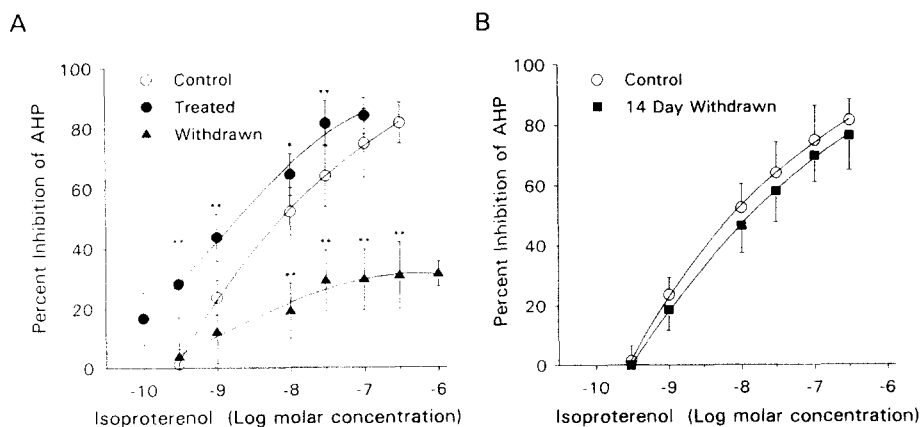 A
Percent Inhibition of AHP
100
80
60
40
20
0
Control
Treated
Withdrawn
**
*
**
**
**
**
**
**
**
-10 -9 -8 -7 -6
Isoproterenol (Log molar concentration)
B
Percent Inhibition of AHP
100
80
60
40
20
0
Control
14 Day Withdrawn
-10 -9 -8 -7 -6
Isoproterenol (Log molar concentration)